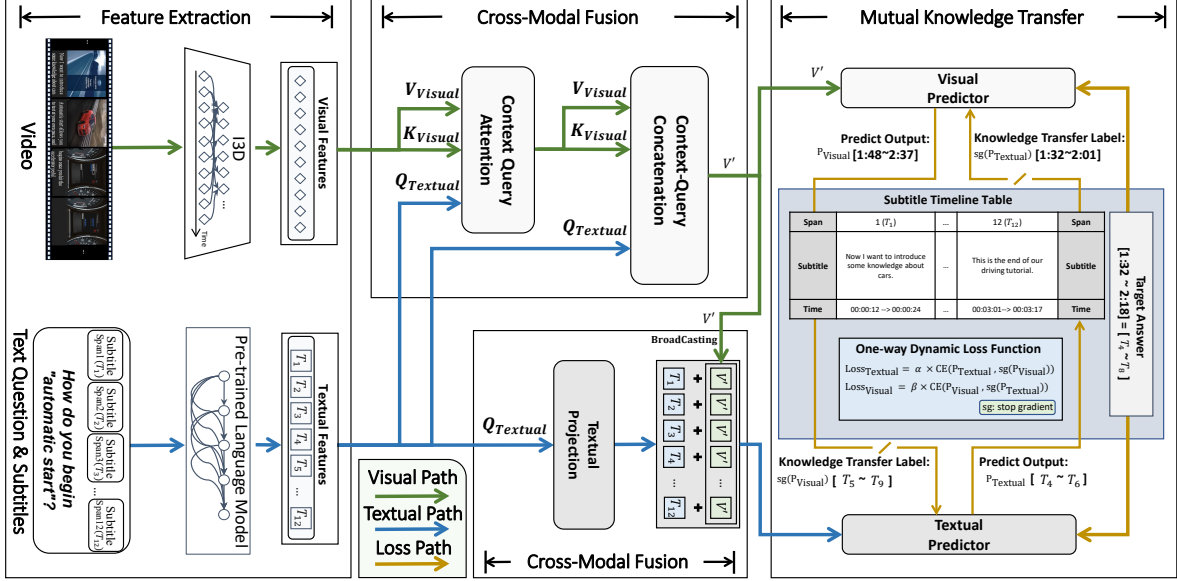 Feature Extraction
Cross-Modal Fusion
Mutual Knowledge Transfer
Video
I3D
Time
...
Visual Features
V_Visual
K_Visual
Q_Textual
Context Query
Attention
V_Visual
K_Visual
Q_Textual
Context-Query
Concatenation
V'
V'
Visual
Predictor
Predict Output:
P_Visual [1:48~2:37]
Knowledge Transfer Label:
sg(P_Textual) [1:32~2:01]
Subtitle Timeline Table
Span 1 (T_1) ... 12 (T_12) Span
Subtitle Now I want to introduce some knowledge about cars. ... This is the end of our driving tutorial. Subtitle
Time 00:00:12 --> 00:00:24 ... 00:03:01--> 00:03:17 Time
Target Answer
[1:32 ~ 2:18] = [ T_4 ~ T_8 ]
One-way Dynamic Loss Function
Loss_Textual = α × CE(P_Textual , sg(P_Visual))
Loss_Visual = β × CE(P_Visual , sg(P_Textual))
sg: stop gradient
Knowledge Transfer Label:
sg(P_Visual) [ T_5 ~ T_9 ]
Predict Output:
P_Textual [ T_4 ~ T_6 ]
Textual
Predictor
Text Question & Subtitles
How do you begin
"automatic start"?
Subtitle
Span1(T_1)
Subtitle
Span2(T_2)
Subtitle
Span3(T_3)
...
Subtitle
Span12(T_12)
Pre-trained Language Model
Textual Features
T_1
T_2
T_3
T_4
T_5
...
T_12
Visual Path
Textual Path
Loss Path
Q_Textual
Textual
Projection
V'
BroadCasting
T_1 + V'
T_2 + V'
T_3 + V'
T_4 + V'
... ...
T_12 + V'
Cross-Modal Fusion